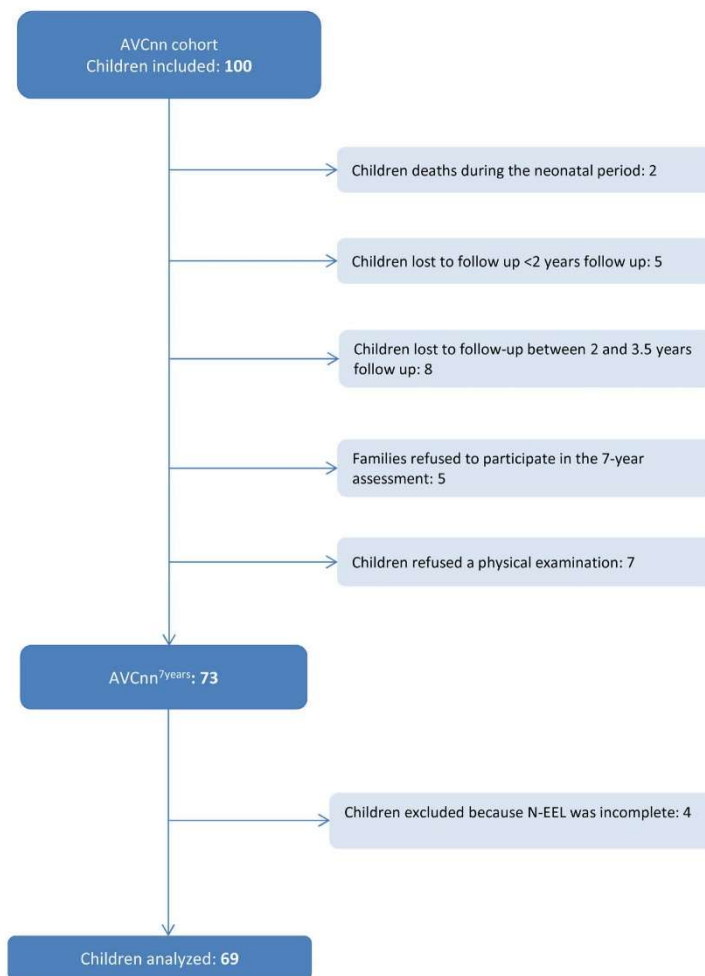 AVCnn cohort
Children included: 100
Children deaths during the neonatal period: 2
Children lost to follow up <2 years follow up: 5
Children lost to follow-up between 2 and 3.5 years
follow up: 8
Families refused to participate in the 7-year
assessment: 5
Children refused a physical examination: 7
AVCnn7years: 73
Children excluded because N-EEL was incomplete: 4
Children analyzed: 69